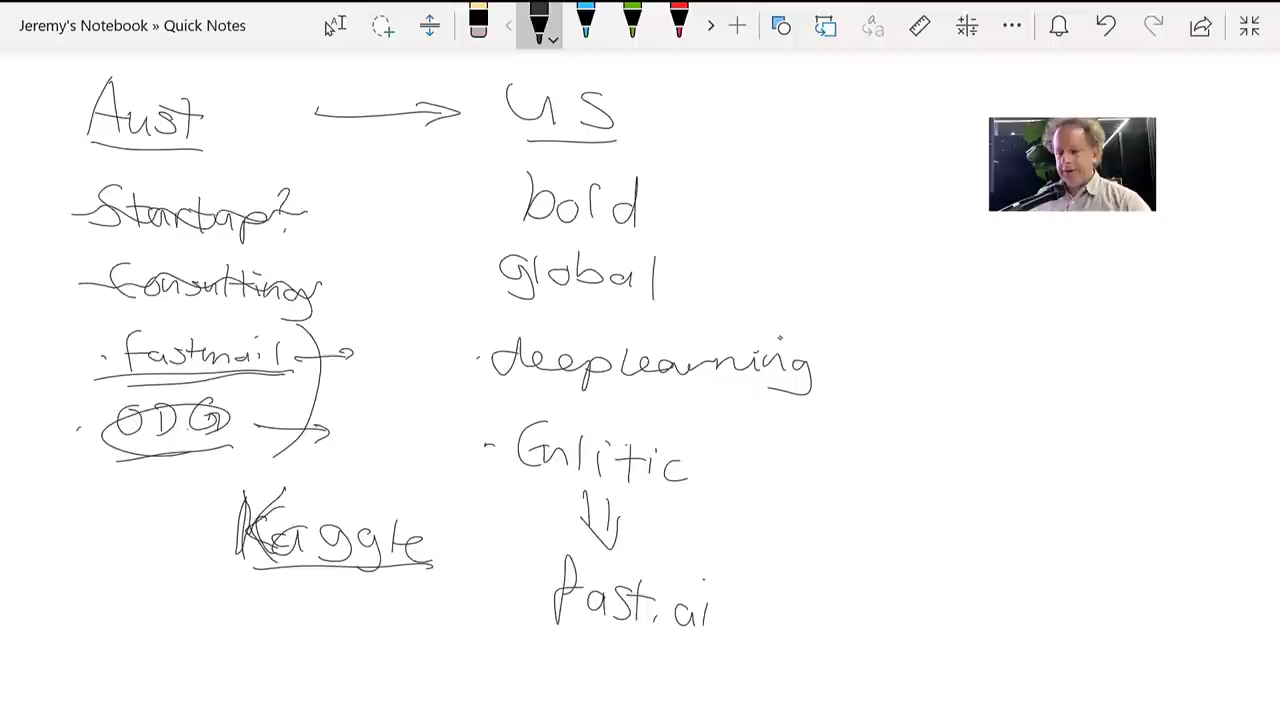 Jeremy's Notebook » Quick Notes
Aust → US
Startup?
Consulting
· fastmail →
· ODG →
Kaggle
bold
global
· deeplearning
- Enlitic
⇓
fast.ai